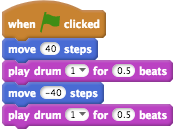 when clicked
move 40 steps
play drum 1 for 0.5 beats
move -40 steps
play drum 1 for 0.5 beats